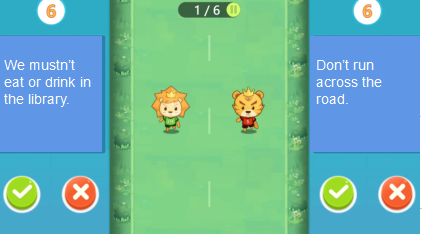 6
1 / 6
6
We mustn't
eat or drink in
the library.
Don't run
across the
road.